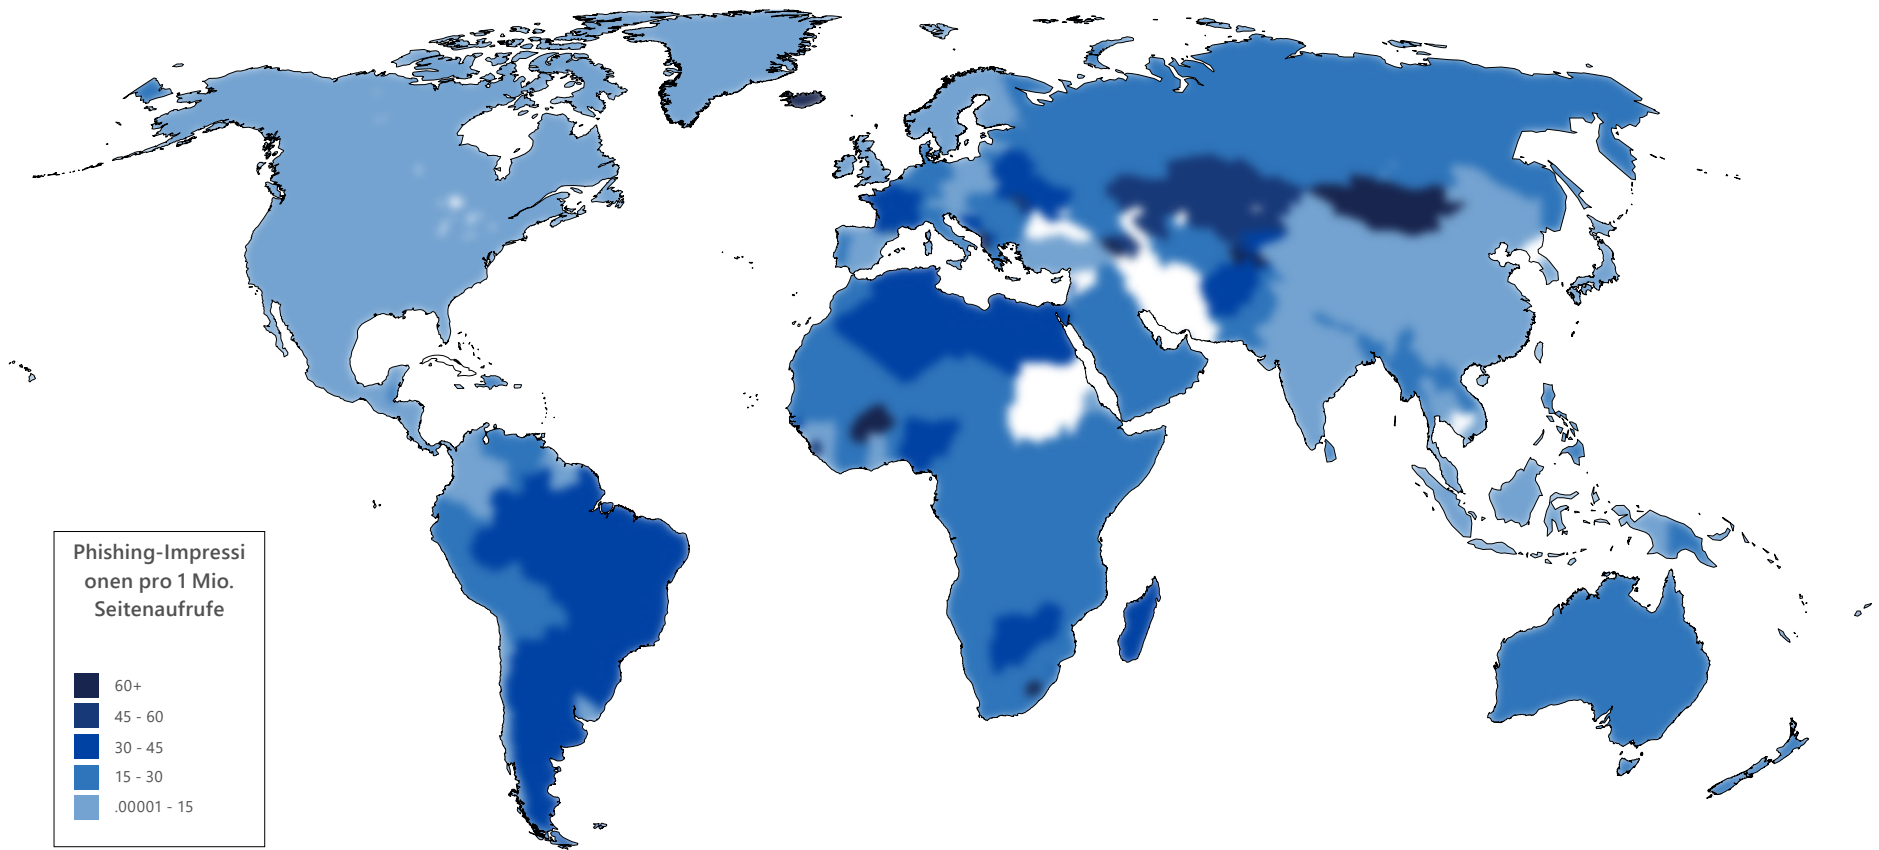 Phishing-Impressi
onen pro 1 Mio.
Seitenaufrufe
60+
45 - 60
30 - 45
15 - 30
.00001 - 15